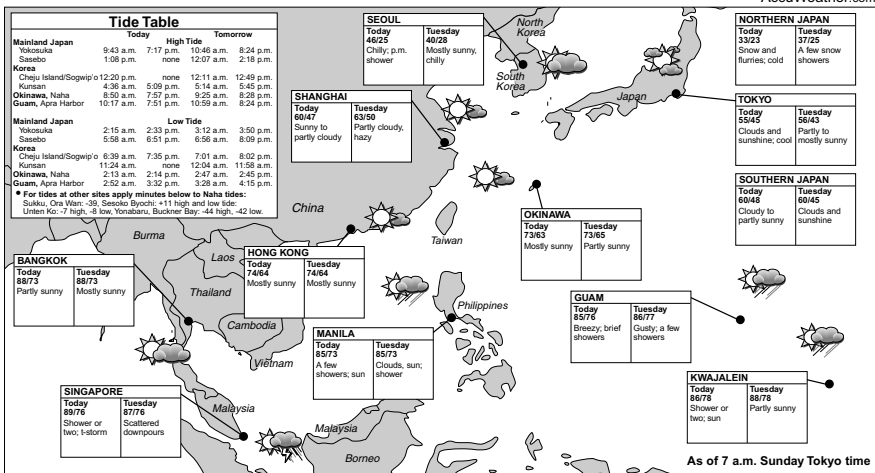 AccuWeather.com
Tide Table
Today Tomorrow
High Tide
Mainland Japan
Yokosuka 9:43 a.m. 7:17 p.m. 10:46 a.m. 8:24 p.m.
Sasebo 1:08 p.m. none 12:07 a.m. 2:18 p.m.
Korea
Cheju Island/Sogwip'o 12:20 p.m. none 12:11 a.m. 12:49 p.m.
Kunsan 4:36 a.m. 5:09 p.m. 5:14 a.m. 5:45 p.m.
Okinawa, Naha 8:50 a.m. 7:57 p.m. 9:25 a.m. 8:28 p.m.
Guam, Apra Harbor 10:17 a.m. 7:51 p.m. 10:59 a.m. 8:24 p.m.
Mainland Japan Low Tide
Yokosuka 2:15 a.m. 2:33 p.m. 3:12 a.m. 3:50 p.m.
Sasebo 5:58 a.m. 6:51 p.m. 6:56 a.m. 8:09 p.m.
Korea
Cheju Island/Sogwip'o 6:39 a.m. 7:35 p.m. 7:01 a.m. 8:02 p.m.
Kunsan 11:24 a.m. none 12:04 a.m. 11:58 a.m.
Okinawa, Naha 2:13 a.m. 2:14 p.m. 2:47 a.m. 2:45 p.m.
Guam, Apra Harbor 2:52 a.m. 3:32 p.m. 3:28 a.m. 4:15 p.m.
• For tides at other sites apply minutes below to Naha tides:
Sukku, Ora Wan: -39, Sesoko Byochi: +11 high and low tide:
Unten Ko: -7 high, -8 low, Yonabaru, Buckner Bay: -44 high, -42 low.
SEOUL
Today Tuesday
46/25 40/28
Chilly; p.m. Mostly sunny,
shower chilly
North
Korea
South
Korea
Japan
NORTHERN JAPAN
Today Tuesday
33/23 37/25
Snow and A few snow
flurries; cold showers
SHANGHAI
Today Tuesday
60/47 63/50
Sunny to Partly cloudy,
partly cloudy hazy
TOKYO
Today Tuesday
55/45 56/43
Clouds and Partly to
sunshine; cool mostly sunny
SOUTHERN JAPAN
Today Tuesday
60/48 60/45
Cloudy to Clouds and
partly sunny sunshine
China
Taiwan
OKINAWA
Today Tuesday
73/63 73/65
Mostly sunny Partly sunny
Burma
Laos
Thailand
Cambodia
Vietnam
HONG KONG
Today Tuesday
74/64 74/64
Mostly sunny Mostly sunny
BANGKOK
Today Tuesday
88/73 88/73
Partly sunny Mostly sunny
Philippines
GUAM
Today Tuesday
85/76 86/77
Breezy; brief Gusty; a few
showers showers
MANILA
Today Tuesday
85/73 85/73
A few Clouds, sun;
showers; sun shower
KWAJALEIN
Today Tuesday
86/78 88/78
Shower or Partly sunny
two; sun
SINGAPORE
Today Tuesday
89/76 87/76
Shower or Scattered
two; t-storm downpours
Malaysia
Malaysia
Borneo
As of 7 a.m. Sunday Tokyo time